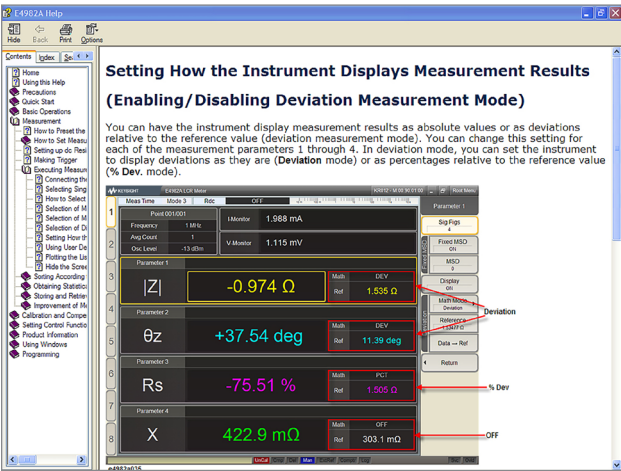 E4982A Help
Hide
Back
Print
Options
Contents
Index
Se
Home
Using this Help
Precautions
Quick Start
Basic Operations
Measurement
How to Preset the
How to Set Measu
Setting up dc Resi
Making Trigger
Executing Measurem
Connecting the
Selecting Sing
How to Select
Selection of M
Selection of M
Selection of Di
Setting How th
Using User De
Plotting the Lis
Hide the Scree
Sorting According
Obtaining Statistica
Storing and Retriev
Improvement of Me
Calibration and Compe
Setting Control Functio
Product Information
Using Windows
Programming
Setting How the Instrument Displays Measurement Results
(Enabling/Disabling Deviation Measurement Mode)
You can have the instrument display measurement results as absolute values or as deviations
relative to the reference value (deviation measurement mode). You can change this setting for
each of the measurement parameters 1 through 4. In deviation mode, you can set the instrument
to display deviations as they are (Deviation mode) or as percentages relative to the reference value
(% Dev. mode).
KEYSIGHT E4982A LCR Meter
Root Menu
Meas Time Mode 3 Rdc OFF
Parameter 1
1
Point 001/001
Frequency 1 MHz
Avg Count 1
Osc Level -13 dBm
I-Monitor 1.988 mA
V-Monitor 1.115 mV
Sig Figs
4
2
Fixed MSD
ON
MSD
0
Parameter 1
3
|Z| -0.974 Ω
Math DEV
Ref 1.535 Ω
Display
ON
Math Mode
Deviation
Deviation
Parameter 2
4
Reference
5
θz +37.54 deg
Math DEV
Ref 11.39 deg
Data → Ref
Return
Parameter 3
6
Rs -75.51 %
Math PCT
Ref 1.505 Ω
% Dev
7
Parameter 4
8
X 422.9 mΩ
Math OFF
Ref 303.1 mΩ
OFF
UnCal
Man
e4982a035